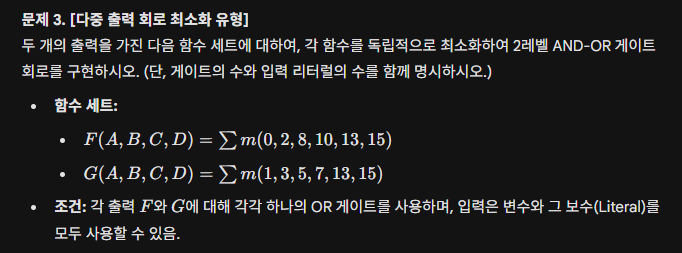 문제 3. [다중 출력 회로 최소화 유형]
두 개의 출력을 가진 다음 함수 세트에 대하여, 각 함수를 독립적으로 최소화하여 2레벨 AND-OR 게이트
회로를 구현하시오. (단, 게이트의 수와 입력 리터럴의 수를 함께 명시하시오.)
• 함수 세트:
• F(A, B, C, D) = ∑ m(0, 2, 8, 10, 13, 15)
• G(A, B, C, D) = ∑ m(1, 3, 5, 7, 13, 15)
• 조건: 각 출력 F와 G에 대해 각각 하나의 OR 게이트를 사용하며, 입력은 변수와 그 보수(Literal)를
모두 사용할 수 있음.